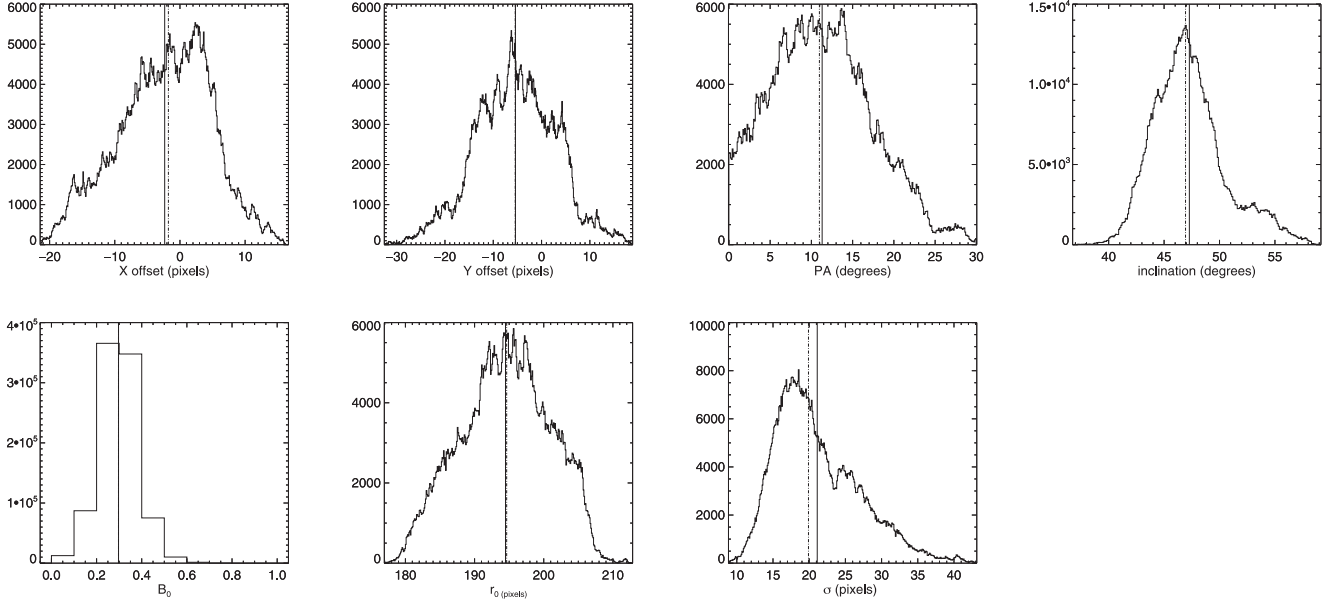 6000
5000
4000
3000
2000
1000
0
−20 −10 0 10
X offset (pixels)
6000
5000
4000
3000
2000
1000
0
−30 −20 −10 0 10
Y offset (pixels)
6000
4000
2000
0
0 5 10 15 20 25 30
PA (degrees)
1.5•10⁴
1.0•10⁴
5.0•10³
0
40 45 50 55
inclination (degrees)
4•10⁵
3•10⁵
2•10⁵
1•10⁵
0
0.0 0.2 0.4 0.6 0.8 1.0
B₀
6000
4000
2000
0
180 190 200 210
r₀ (pixels)
10000
8000
6000
4000
2000
0
10 15 20 25 30 35 40
σ (pixels)